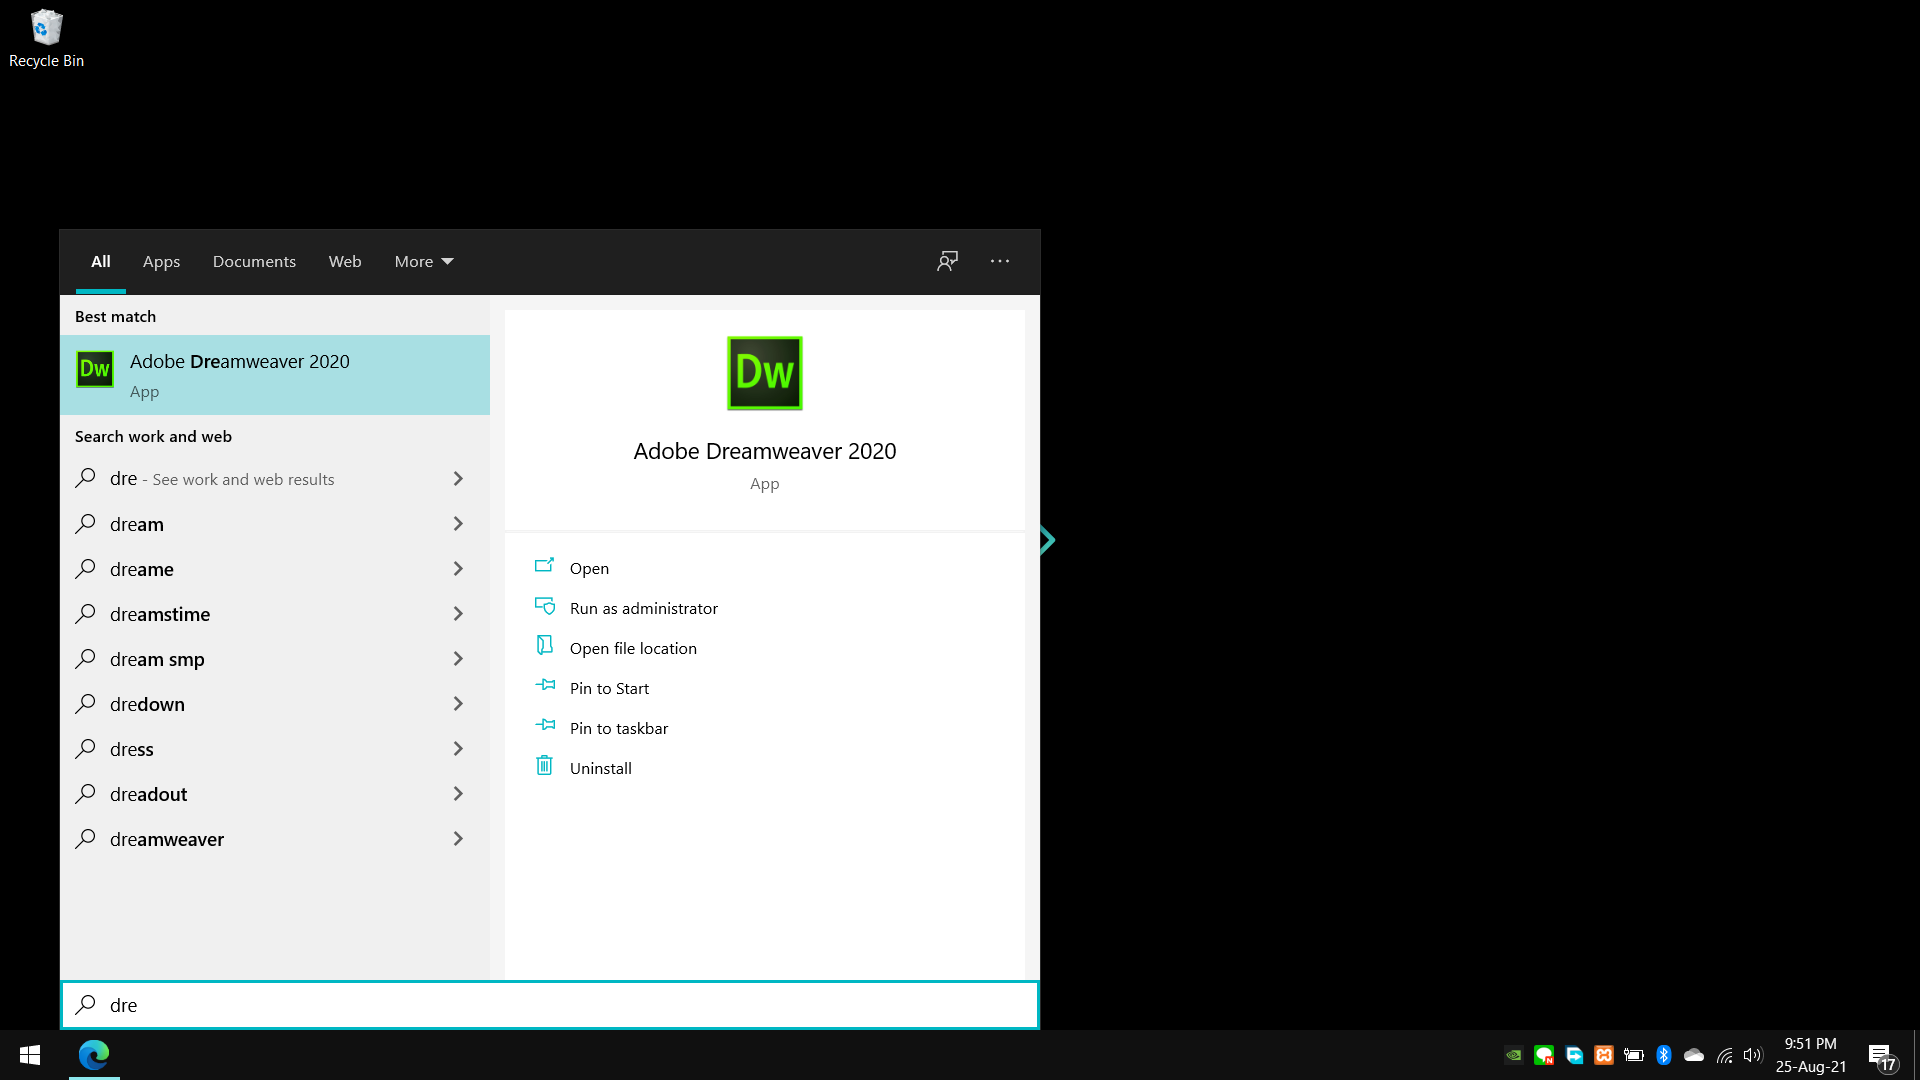 Recycle Bin
All Apps Documents Web More
Best match
Dw
Adobe Dreamweaver 2020
App
Search work and web
dre - See work and web results
dream
dreame
dreamstime
dream smp
dredown
dress
dreadout
dreamweaver
Dw
Adobe Dreamweaver 2020
App
Open
Run as administrator
Open file location
Pin to Start
Pin to taskbar
Uninstall
dre
9:51 PM
25-Aug-21
17